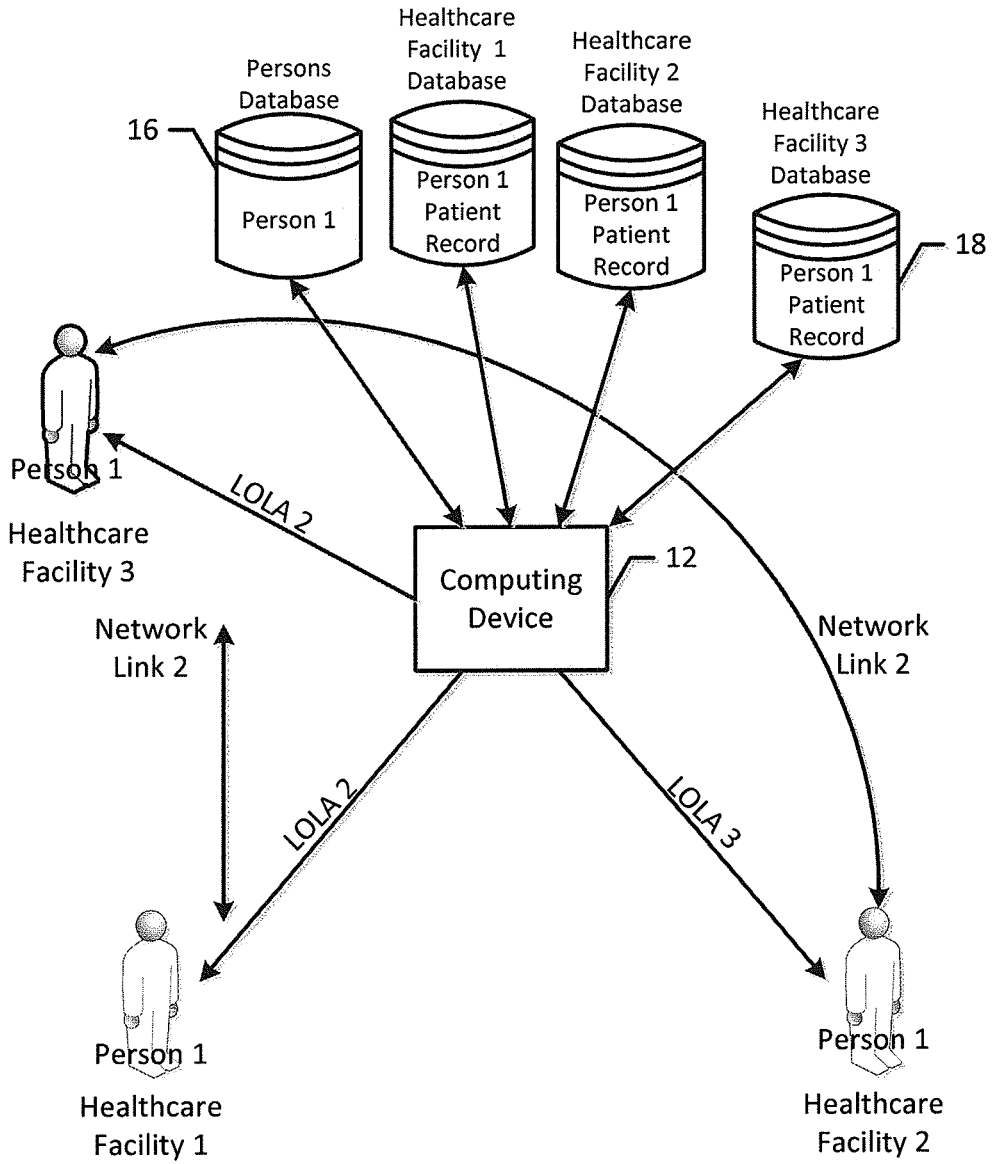 Healthcare
Facility 1
Database
Persons
Database
Healthcare
Facility 2
Database
Healthcare
Facility 3
Database
16
Person 1
Person 1
Patient
Record
Person 1
Patient
Record
18
Person 1
Patient
Record
Person 1
Healthcare
Facility 3
LOLA 2
Computing
Device
12
Network
Link 2
Network
Link 2
LOLA 2
LOLA 3
Person 1
Healthcare
Facility 1
Person 1
Healthcare
Facility 2